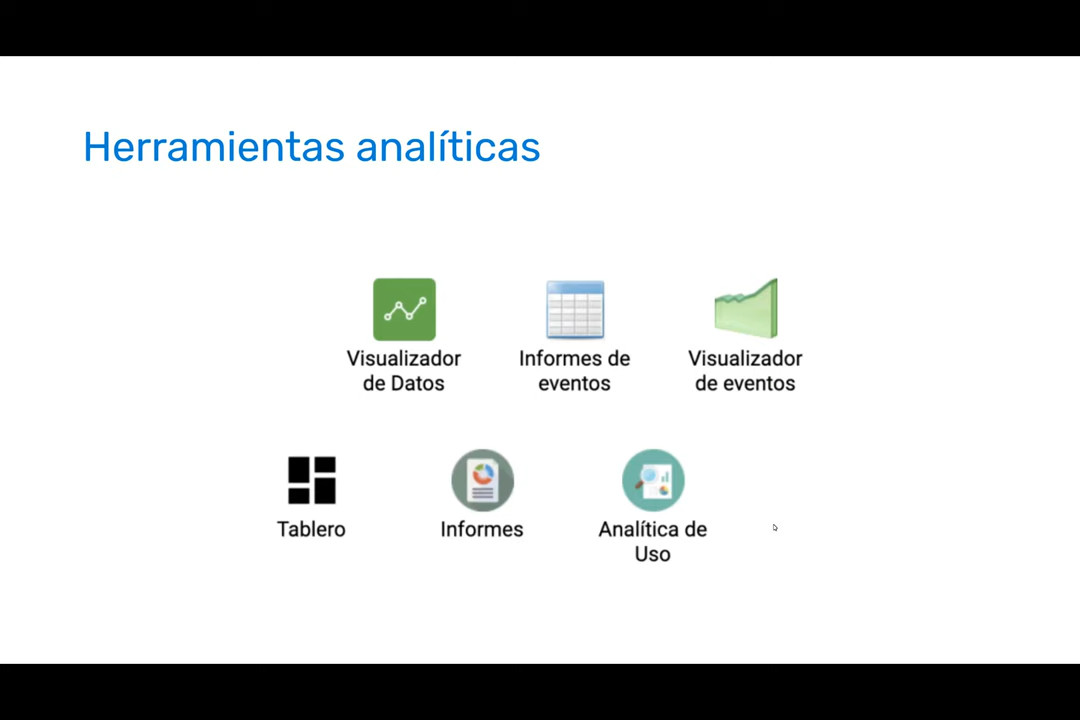 Herramientas analíticas
Visualizador
de Datos
Informes de
eventos
Visualizador
de eventos
Tablero
Informes
Analítica de
Uso